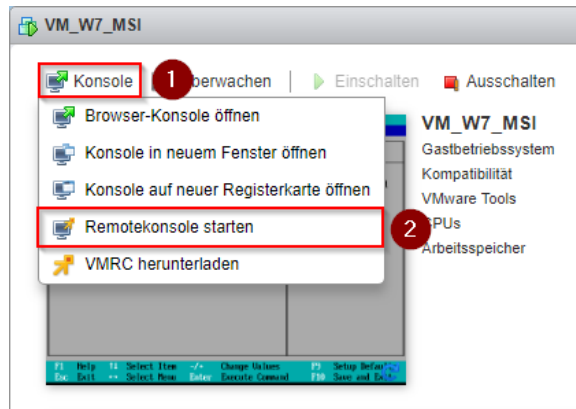 VM_W7_MSI
Konsole 1 berwachen Einschalten Ausschalten
Browser-Konsole öffnen
Konsole in neuem Fenster öffnen
Konsole auf neuer Registerkarte öffnen
Remotekonsole starten 2
VMRC herunterladen
VM_W7_MSI
Gastbetriebssystem
Kompatibilität
VMware Tools
PUs
Arbeitsspeicher
F1 Help ↑↓ Select Item -/+ Change Values F9 Setup Defau
Esc Exit ↔ Select Menu Enter Execute Command F10 Save and Exit